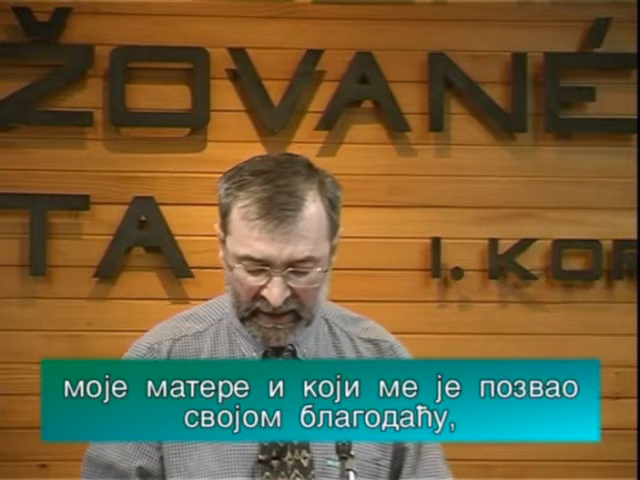 ŽOVANÉ
TA
I. KOR
моје матере и који ме је позвао
својом благодаћу,